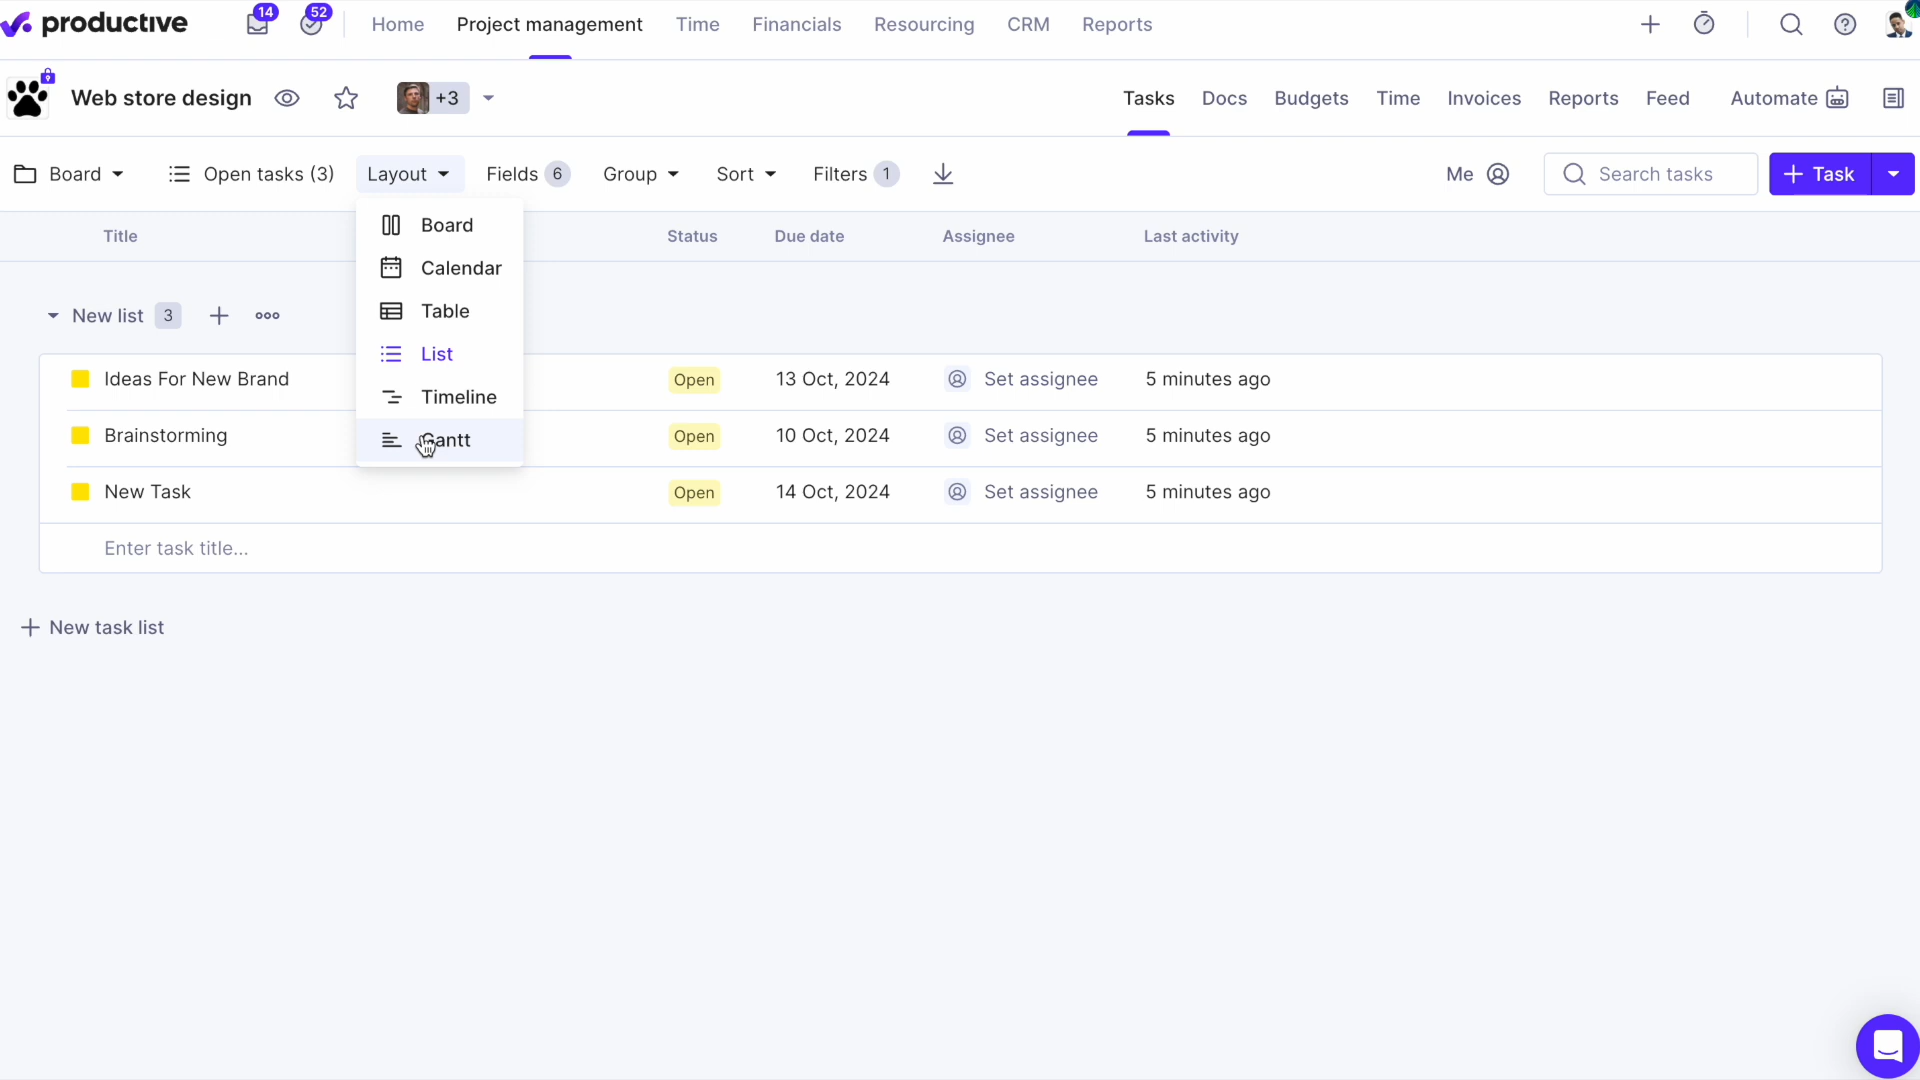 productive 14 52 Home Project management Time Financials Resourcing CRM Reports
Web store design +3 Tasks Docs Budgets Time Invoices Reports Feed Automate
Board Open tasks (3) Layout Fields 6 Group Sort Filters 1 Me Search tasks Task
Board
Calendar
Table
List
Timeline
Gantt
Title Status Due date Assignee Last activity
New list 3
Ideas For New Brand Open 13 Oct, 2024 Set assignee 5 minutes ago
Brainstorming Open 10 Oct, 2024 Set assignee 5 minutes ago
New Task Open 14 Oct, 2024 Set assignee 5 minutes ago
Enter task title...
New task list